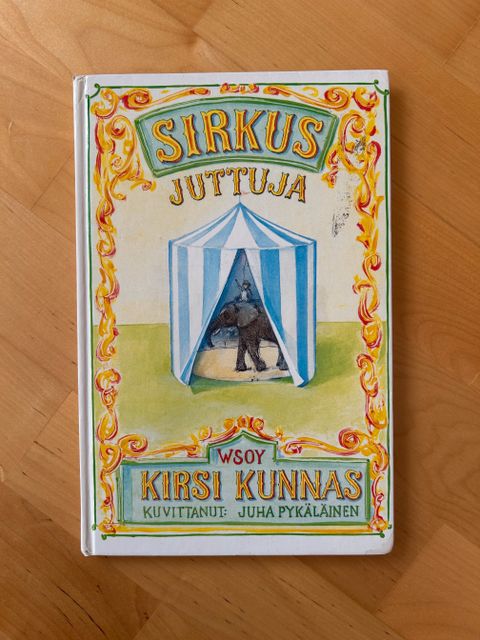 SIRKUS
JUTTUJA
WSOY
KIRSI KUNNAS
KUVITTANUT: JUHA PYKÄLÄINEN